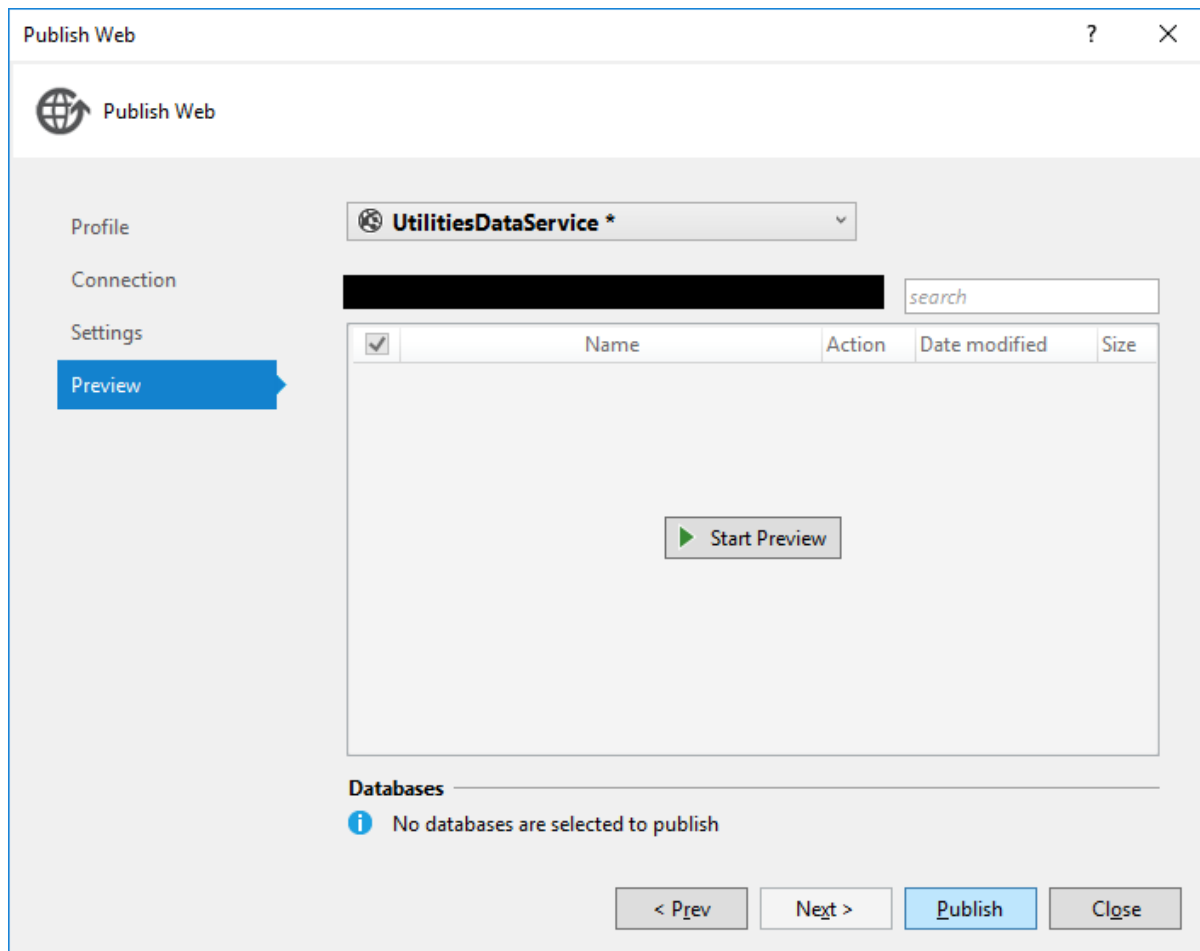 Publish Web
?
Publish Web
Profile
Connection
Settings
Preview
UtilitiesDataService *
search
Name Action Date modified Size
Start Preview
Databases
No databases are selected to publish
< Prev Next > Publish Close